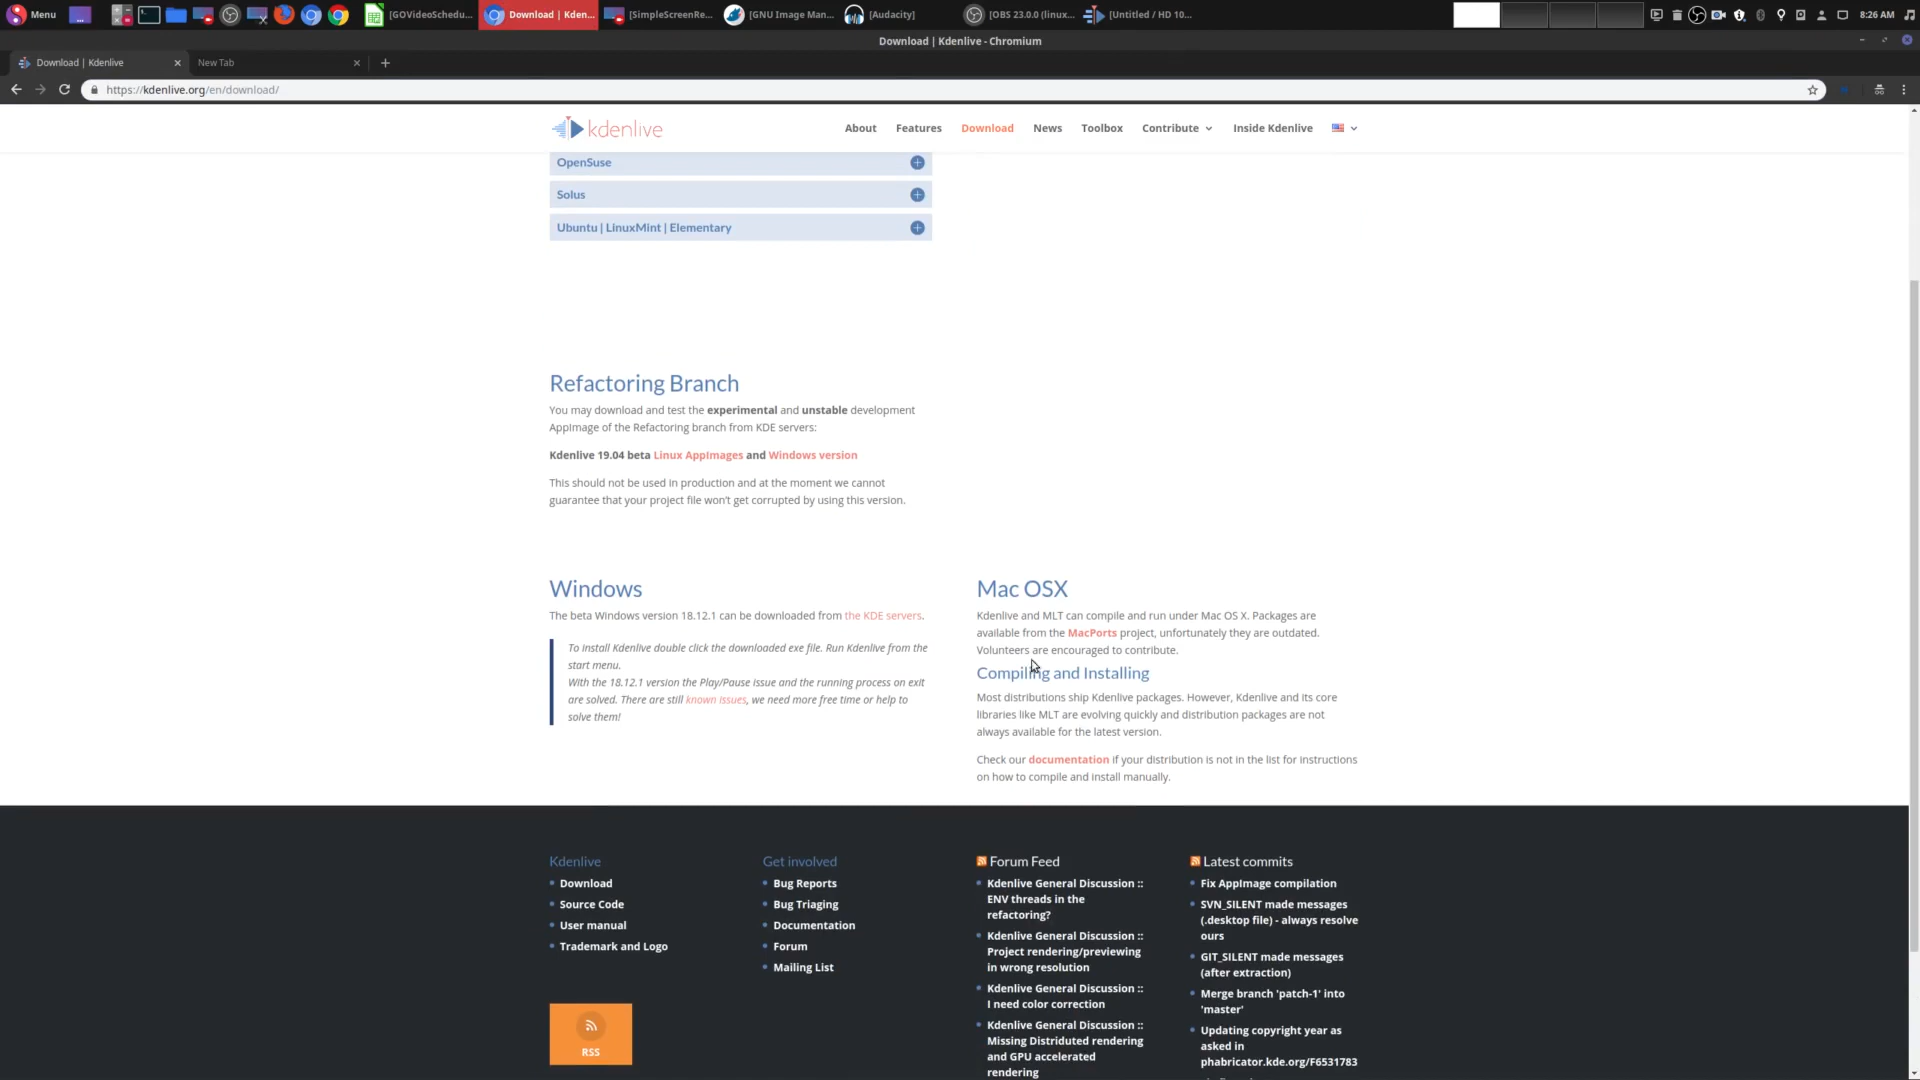 Menu
[GOVideoSchedu...
Download | Kden...
[SimpleScreenRe...
[GNU Image Man...
[Audacity]
[OBS 23.0.0 (linux...
[Untitled / HD 10...
8:26 AM
Download | Kdenlive - Chromium
Download | Kdenlive
New Tab
https://kdenlive.org/en/download/
kdenlive
About
Features
Download
News
Toolbox
Contribute
Inside Kdenlive
OpenSuse
Solus
Ubuntu | LinuxMint | Elementary
Refactoring Branch
You may download and test the experimental and unstable development
AppImage of the Refactoring branch from KDE servers:
Kdenlive 19.04 beta Linux AppImages and Windows version
This should not be used in production and at the moment we cannot
guarantee that your project file won't get corrupted by using this version.
Windows
The beta Windows version 18.12.1 can be downloaded from the KDE servers.
To install Kdenlive double click the downloaded exe file. Run Kdenlive from the
start menu.
With the 18.12.1 version the Play/Pause issue and the running process on exit
are solved. There are still known issues, we need more free time or help to
solve them!
Mac OSX
Kdenlive and MLT can compile and run under Mac OS X. Packages are
available from the MacPorts project, unfortunately they are outdated.
Volunteers are encouraged to contribute.
Compiling and Installing
Most distributions ship Kdenlive packages. However, Kdenlive and its core
libraries like MLT are evolving quickly and distribution packages are not
always available for the latest version.
Check our documentation if your distribution is not in the list for instructions
on how to compile and install manually.
Kdenlive
Download
Source Code
User manual
Trademark and Logo
RSS
Get involved
Bug Reports
Bug Triaging
Documentation
Forum
Mailing List
Forum Feed
Kdenlive General Discussion ::
ENV threads in the
refactoring?
Kdenlive General Discussion ::
Project rendering/previewing
in wrong resolution
Kdenlive General Discussion ::
I need color correction
Kdenlive General Discussion ::
Missing Distriduted rendering
and GPU accelerated
rendering
Latest commits
Fix AppImage compilation
SVN_SILENT made messages
(.desktop file) - always resolve
ours
GIT_SILENT made messages
(after extraction)
Merge branch 'patch-1' into
'master'
Updating copyright year as
asked in
phabricator.kde.org/F6531783